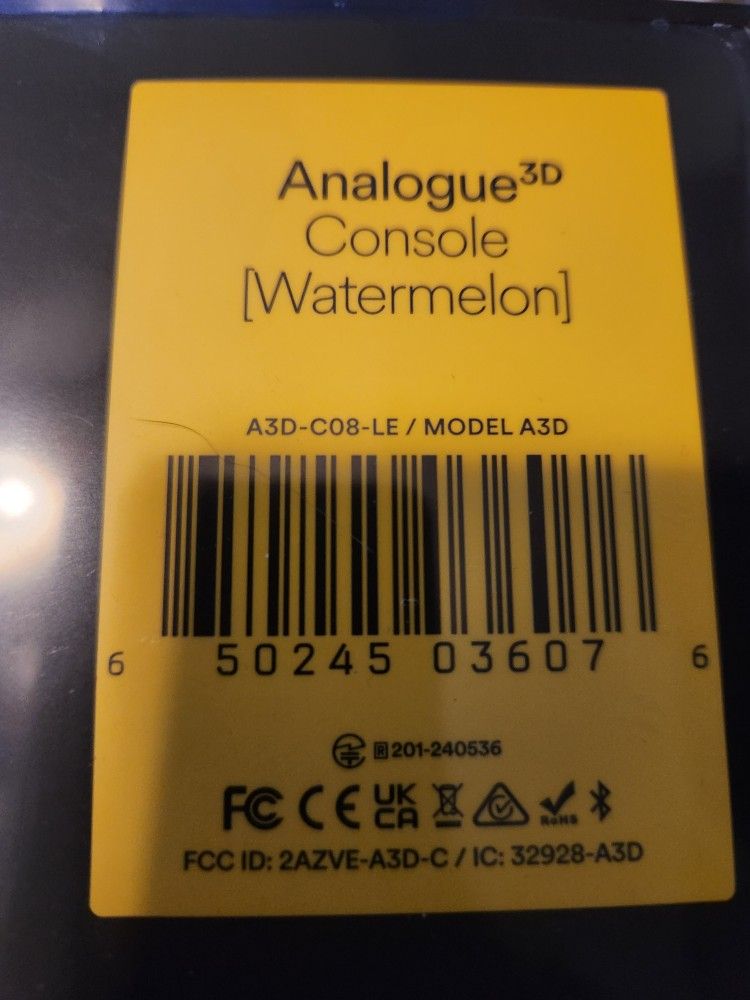 Analogue³ᴰ
Console
[Watermelon]
A3D-C08-LE / MODEL A3D
6 50245 03607 6
R 201-240536
FC CE UK CA RoHS
FCC ID: 2AZVE-A3D-C / IC: 32928-A3D